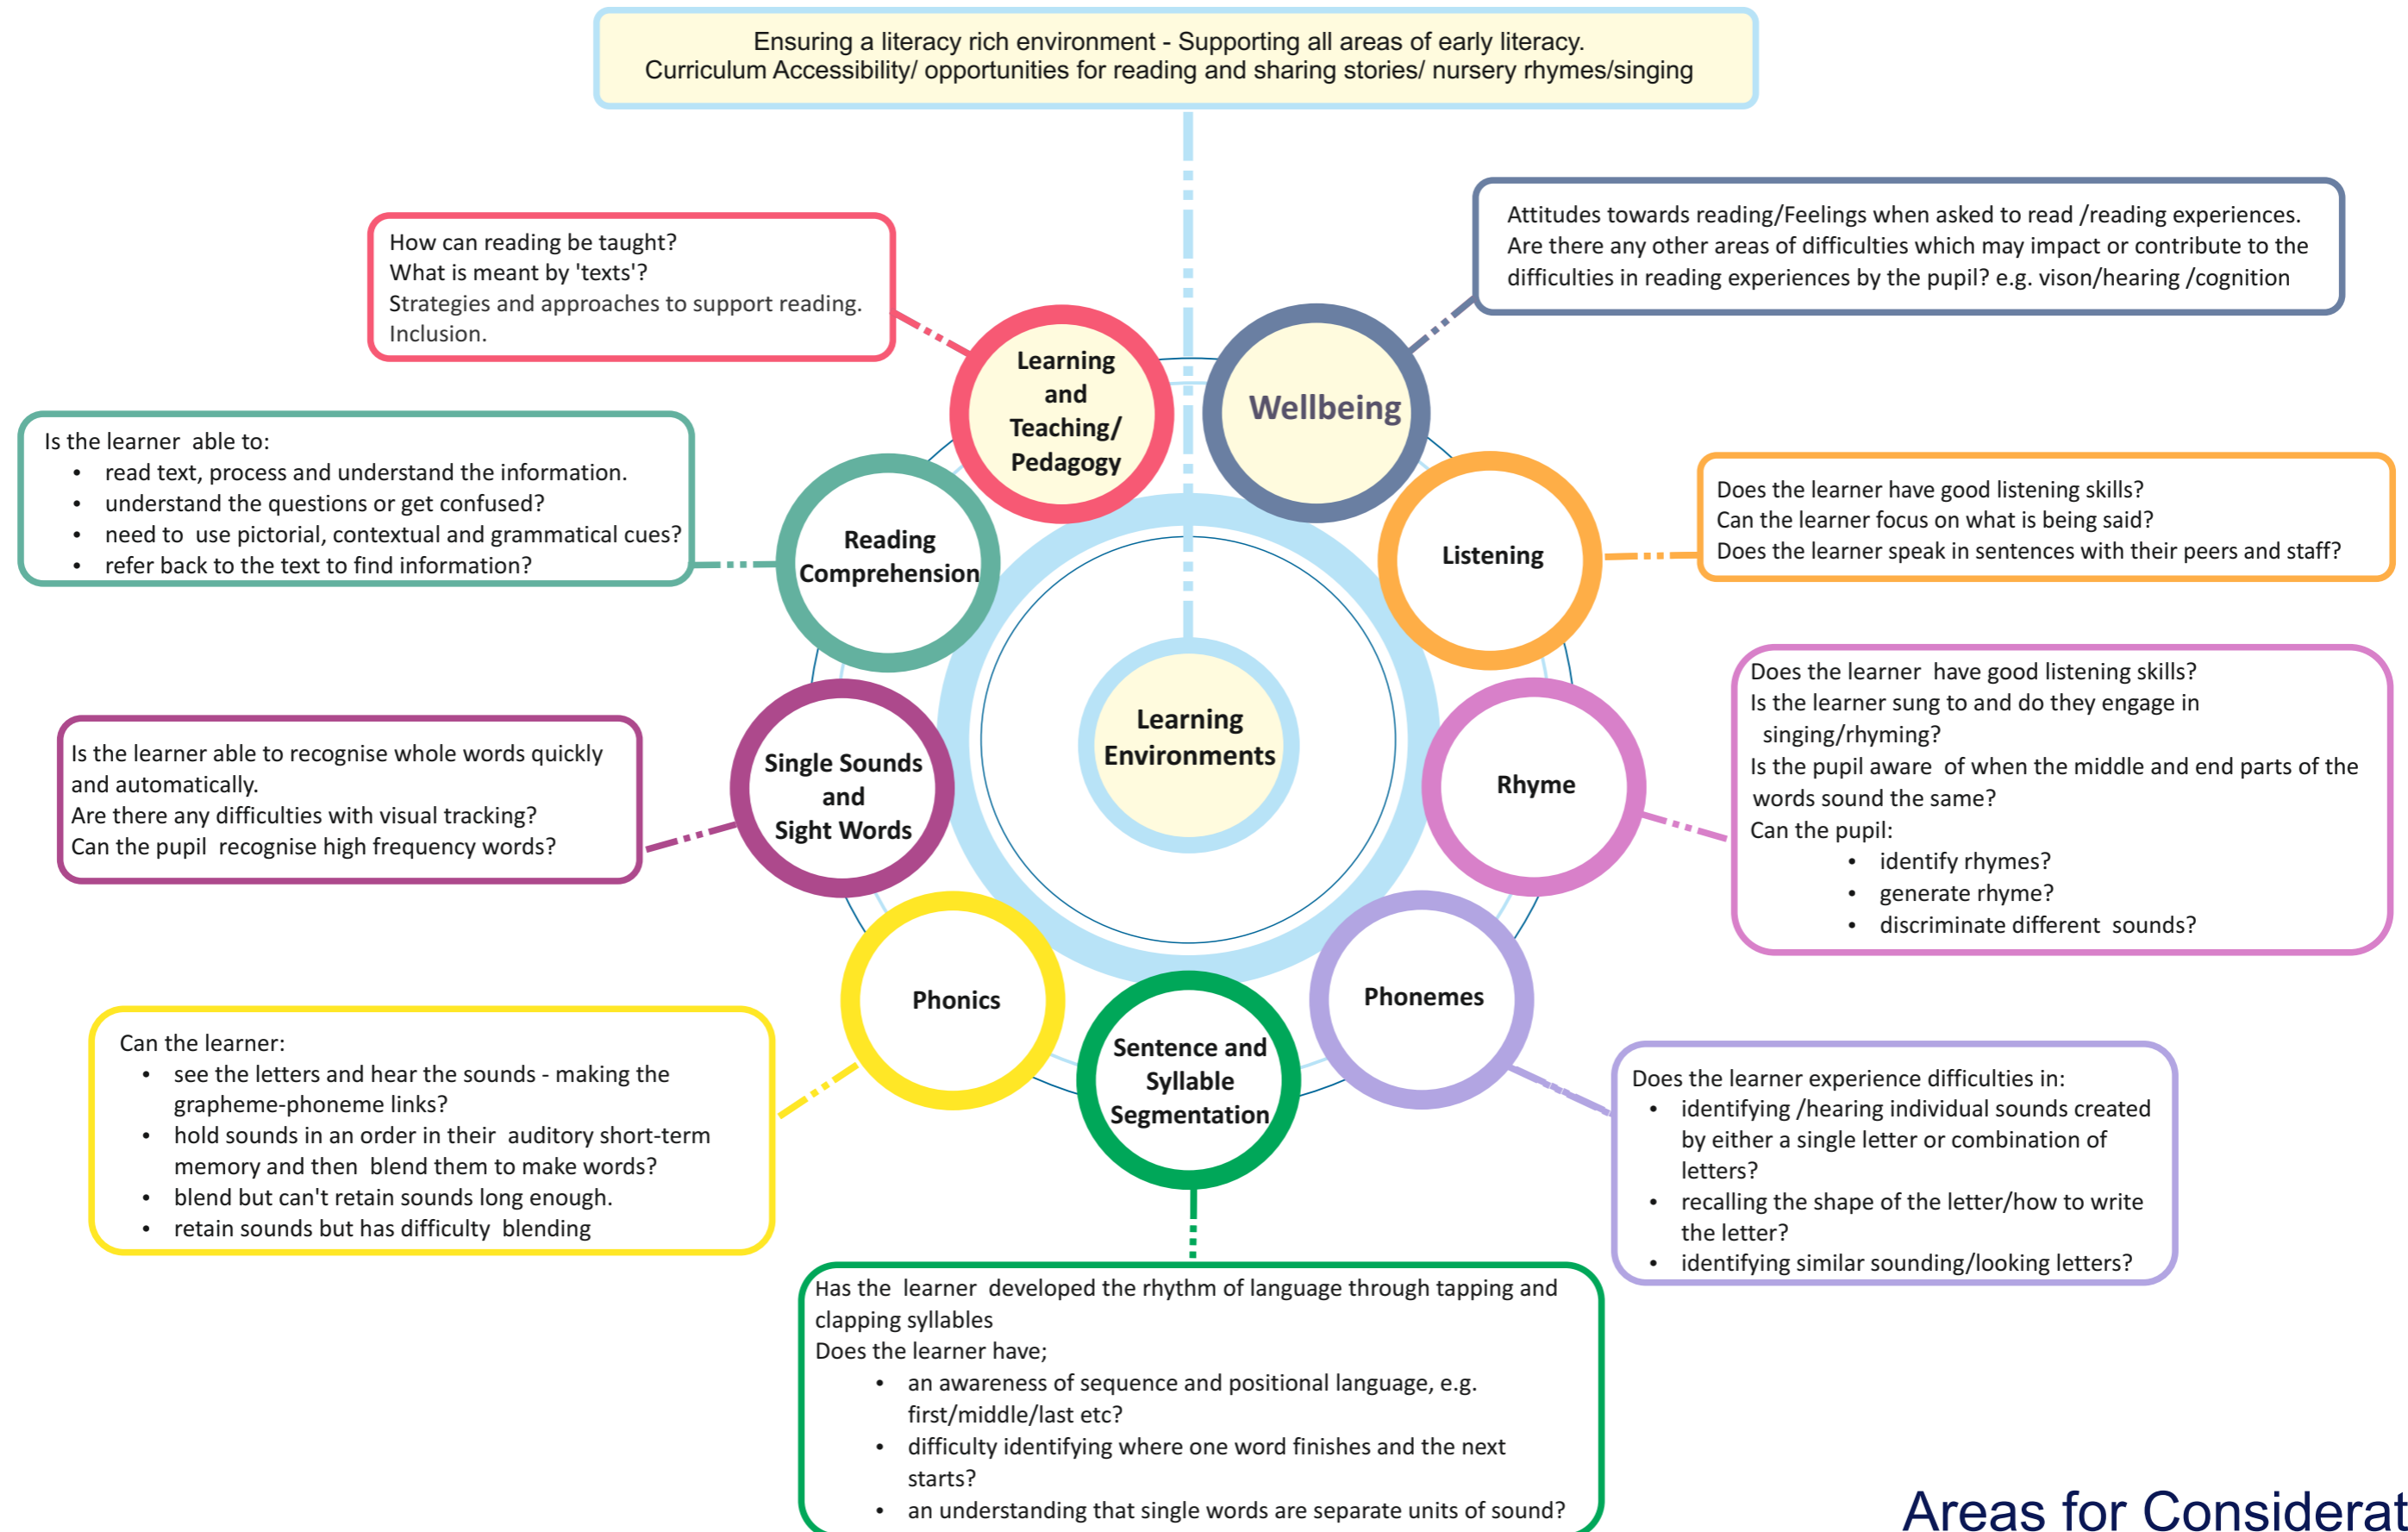 Ensuring a literacy rich environment - Supporting all areas of early literacy.
Curriculum Accessibility/ opportunities for reading and sharing stories/ nursery rhymes/singing
How can reading be taught?
What is meant by 'texts'?
Strategies and approaches to support reading.
Inclusion.
Attitudes towards reading/Feelings when asked to read /reading experiences.
Are there any other areas of difficulties which may impact or contribute to the
difficulties in reading experiences by the pupil? e.g. vison/hearing /cognition
Learning
and
Teaching/
Pedagogy
Wellbeing
Is the learner able to:
• read text, process and understand the information.
• understand the questions or get confused?
• need to use pictorial, contextual and grammatical cues?
• refer back to the text to find information?
Reading
Comprehension
Listening
Does the learner have good listening skills?
Can the learner focus on what is being said?
Does the learner speak in sentences with their peers and staff?
Learning
Environments
Is the learner able to recognise whole words quickly
and automatically.
Are there any difficulties with visual tracking?
Can the pupil recognise high frequency words?
Single Sounds
and
Sight Words
Rhyme
Does the learner have good listening skills?
Is the learner sung to and do they engage in
singing/rhyming?
Is the pupil aware of when the middle and end parts of the
words sound the same?
Can the pupil:
• identify rhymes?
• generate rhyme?
• discriminate different sounds?
Phonics
Phonemes
Sentence and
Syllable
Segmentation
Can the learner:
• see the letters and hear the sounds - making the
grapheme-phoneme links?
• hold sounds in an order in their auditory short-term
memory and then blend them to make words?
• blend but can't retain sounds long enough.
• retain sounds but has difficulty blending
Does the learner experience difficulties in:
• identifying /hearing individual sounds created
by either a single letter or combination of
letters?
• recalling the shape of the letter/how to write
the letter?
• identifying similar sounding/looking letters?
Has the learner developed the rhythm of language through tapping and
clapping syllables
Does the learner have;
• an awareness of sequence and positional language, e.g.
first/middle/last etc?
• difficulty identifying where one word finishes and the next
starts?
• an understanding that single words are separate units of sound?
Areas for Considerat